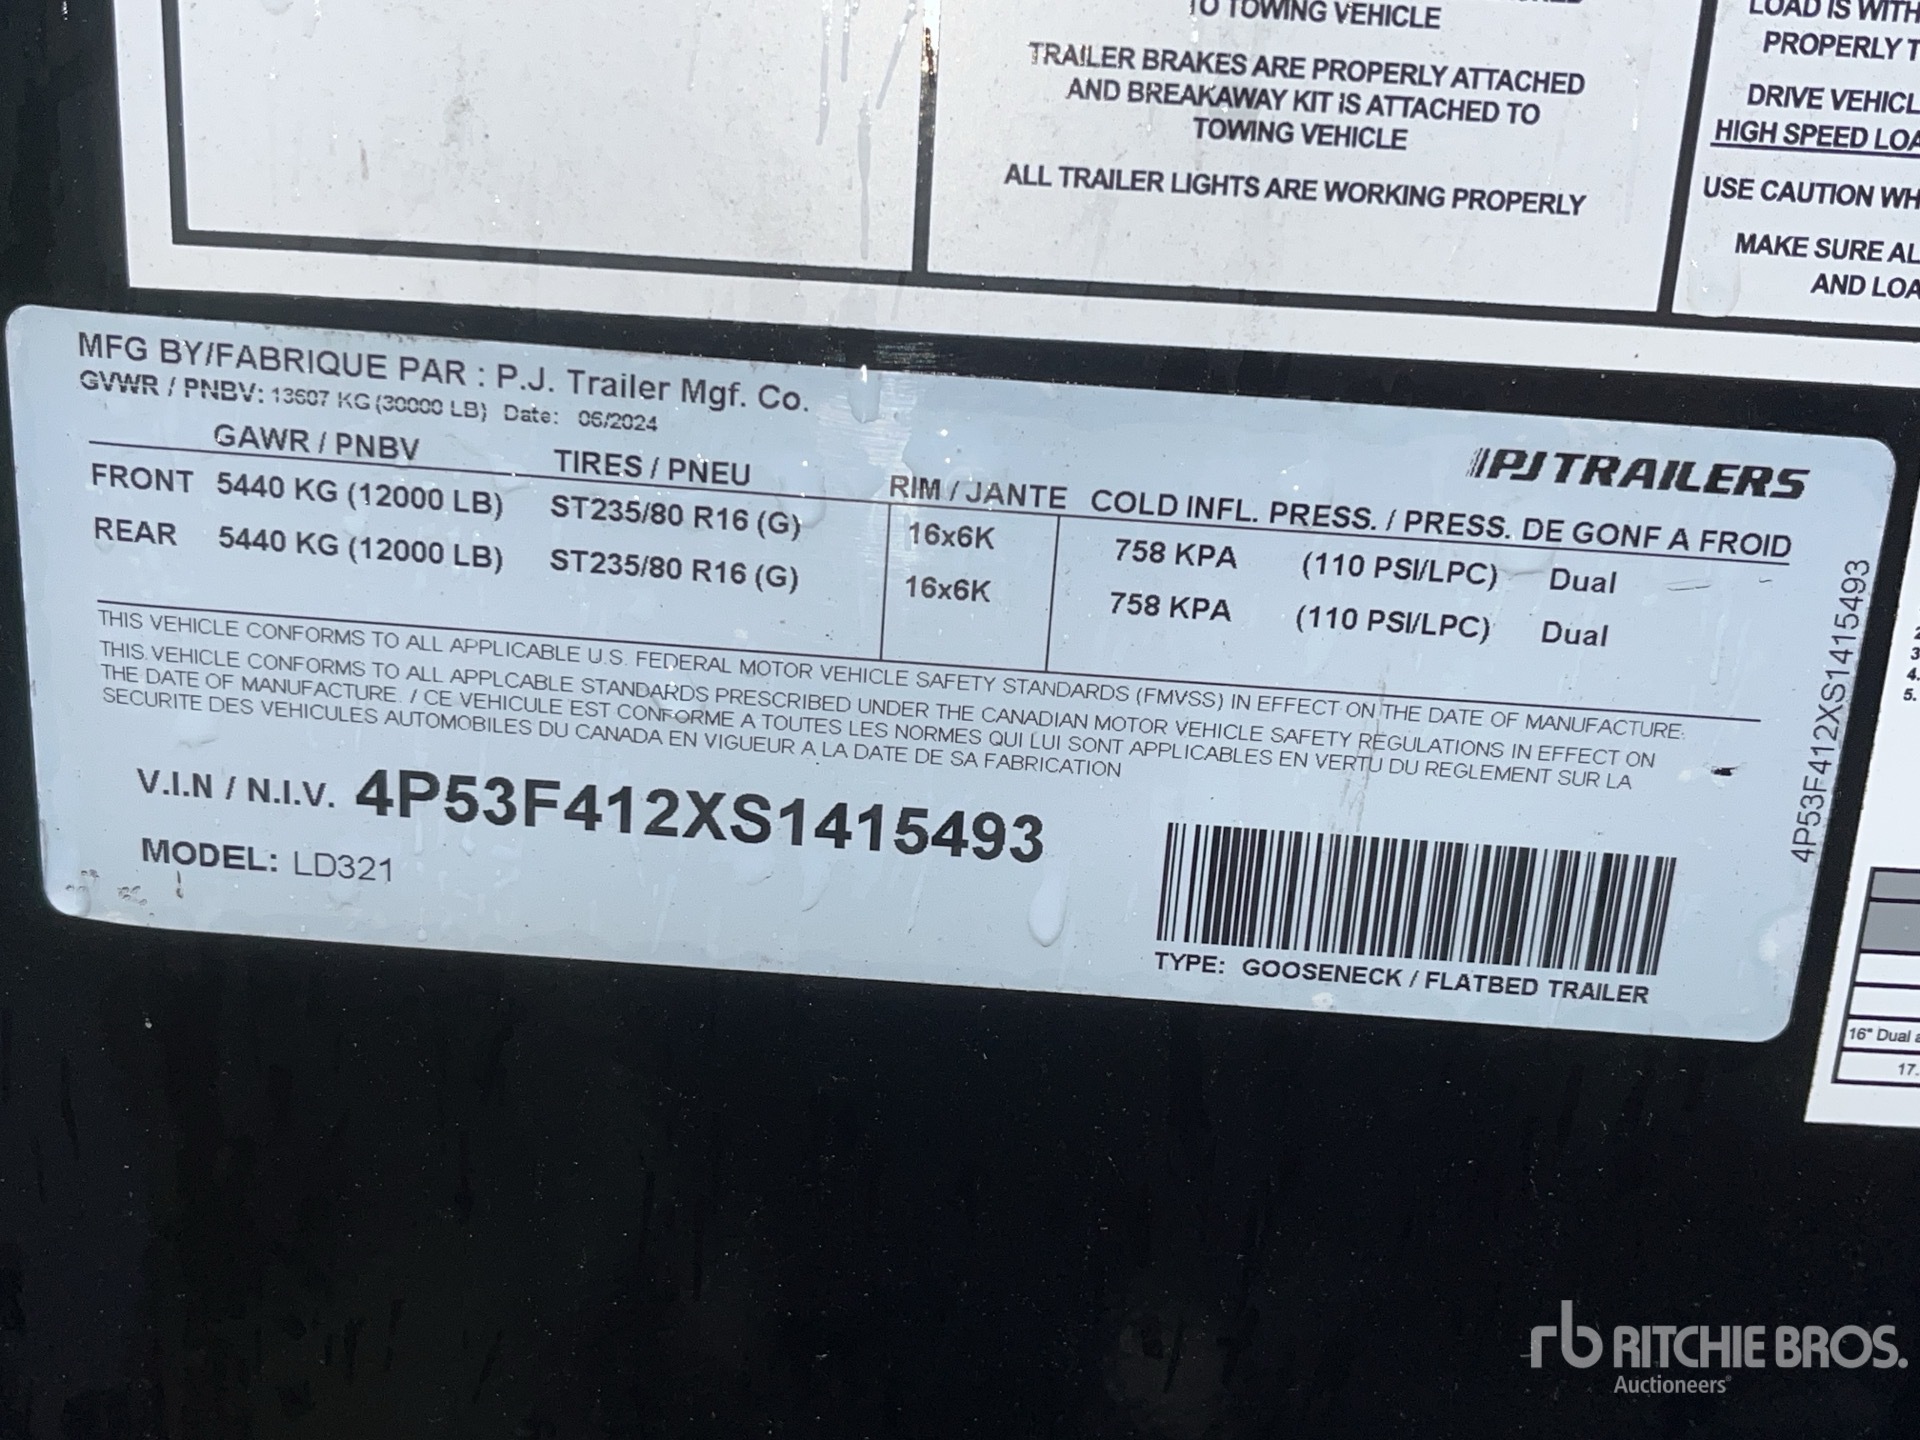 TO TOWING VEHICLE
TRAILER BRAKES ARE PROPERLY ATTACHED
AND BREAKAWAY KIT IS ATTACHED TO
TOWING VEHICLE
ALL TRAILER LIGHTS ARE WORKING PROPERLY
LOAD IS WITH
PROPERLY T
DRIVE VEHICL
HIGH SPEED LOA
USE CAUTION WH
MAKE SURE AL
AND LOA
MFG BY/FABRIQUE PAR : P.J. Trailer Mgf. Co.
GVWR / PNBV: 13607 KG (30000 LB) Date: 06/2024
PJ TRAILERS
GAWR / PNBV TIRES / PNEU RIM / JANTE COLD INFL. PRESS. / PRESS. DE GONF A FROID
FRONT 5440 KG (12000 LB) ST235/80 R16 (G) 16x6K 758 KPA (110 PSI/LPC) Dual
REAR 5440 KG (12000 LB) ST235/80 R16 (G) 16x6K 758 KPA (110 PSI/LPC) Dual
THIS VEHICLE CONFORMS TO ALL APPLICABLE U.S. FEDERAL MOTOR VEHICLE SAFETY STANDARDS (FMVSS) IN EFFECT ON THE DATE OF MANUFACTURE.
THIS.VEHICLE CONFORMS TO ALL APPLCABLE STANDARDS PRESCRIBED UNDER THE CANADIAN MOTOR VEHICLE SAFETY REGULATIONS IN EFFECT ON
THE DATE OF MANUFACTURE. / CE VEHICULE EST CONFORME A TOUTES LES NORMES QUI LUI SONT APPLICABLES EN VERTU DU REGLEMENT SUR LA
SECURITE DES VEHICULES AUTOMOBILES DU CANADA EN VIGUEUR A LA DATE DE SA FABRICATION
V.I.N / N.I.V. 4P53F412XS1415493
MODEL: LD321
TYPE: GOOSENECK / FLATBED TRAILER
4P53F412XS1415493
3.
4.
5.
16" Dual a
17.
rb RITCHIE BROS.
Auctioneers